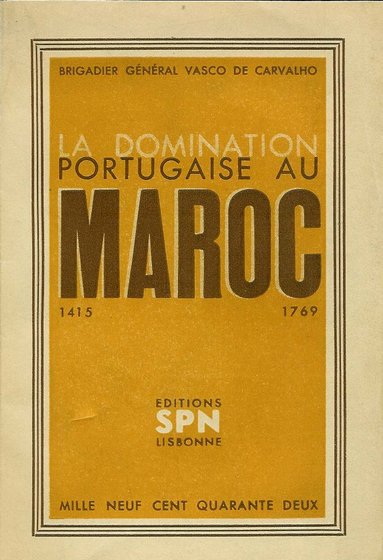 BRIGADIER GÉNÉRAL VASCO DE CARVALHO
LA DOMINATION
PORTUGAISE AU
MAROC
1415 1769
EDITIONS
SPN
LISBONNE
MILLE NEUF CENT QUARANTE DEUX